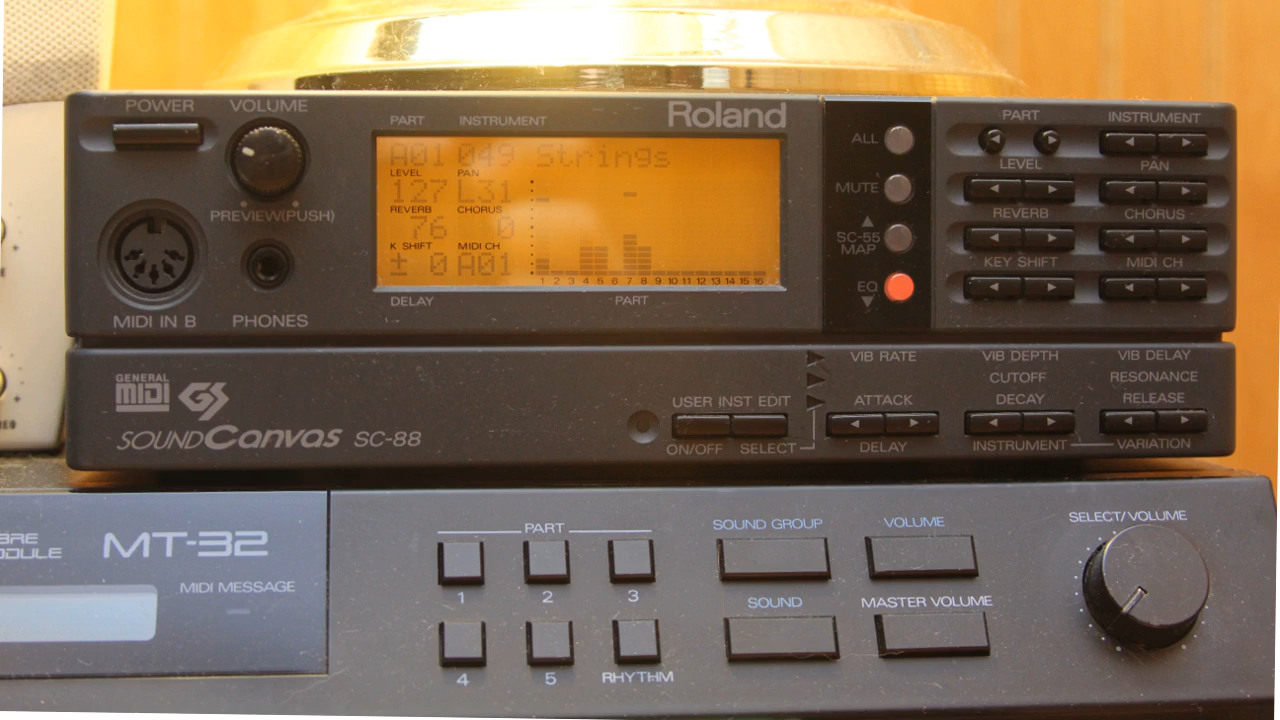 POWER VOLUME PART INSTRUMENT Roland PART INSTRUMENT
ALL
A01 049 Strings
LEVEL PAN
LEVEL PAN
127 L31
MUTE
REVERB CHORUS
REVERB CHORUS
PREVIEW(PUSH)
76 0
SC-55
MAP
K SHIFT MIDI CH
KEY SHIFT MIDI CH
± 0 A01
1 2 3 4 5 6 7 8 9 10 11 12 13 14 15 16
EQ
DELAY PART
MIDI IN B PHONES
VIB RATE VIB DEPTH VIB DELAY
GENERAL
MIDI GS
CUTOFF RESONANCE
USER INST EDIT ATTACK DECAY RELEASE
SOUND Canvas SC-88
ON/OFF SELECT DELAY INSTRUMENT VARIATION
PART SOUND GROUP VOLUME SELECT/VOLUME
MT-32
MIDI MESSAGE
1 2 3
SOUND MASTER VOLUME
4 5 RHYTHM